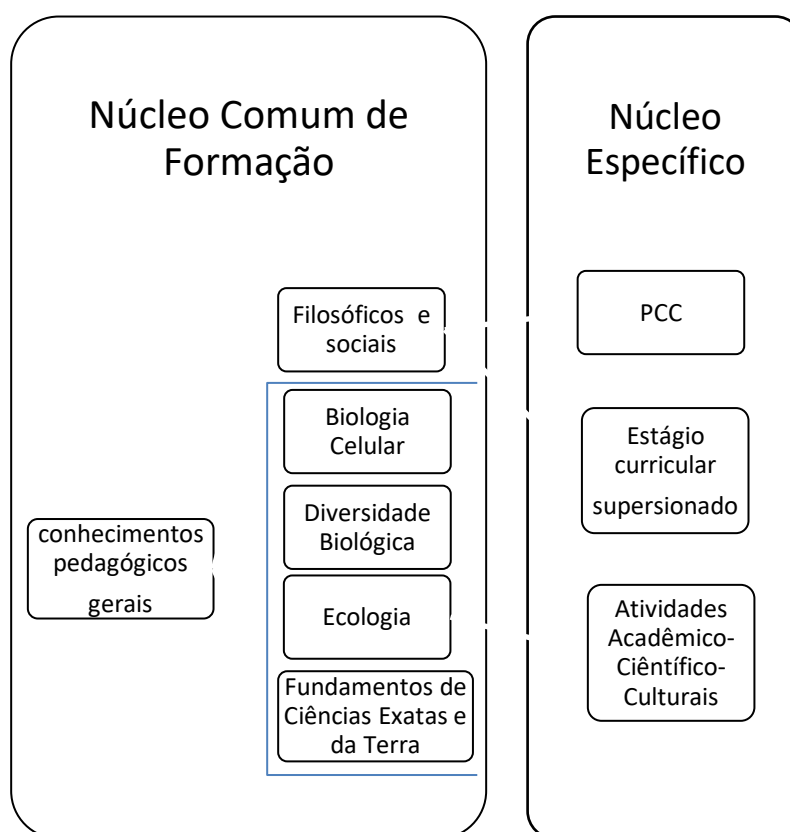 Núcleo Comum de
Formação
Filosóficos e
sociais
Biologia
Celular
Diversidade
Biológica
Ecologia
Fundamentos de
Ciências Exatas e
da Terra
conhecimentos
pedagógicos
gerais
Núcleo
Específico
PCC
Estágio
curricular
supersionado
Atividades
Acadêmico-
Ciêntífico-
Culturais